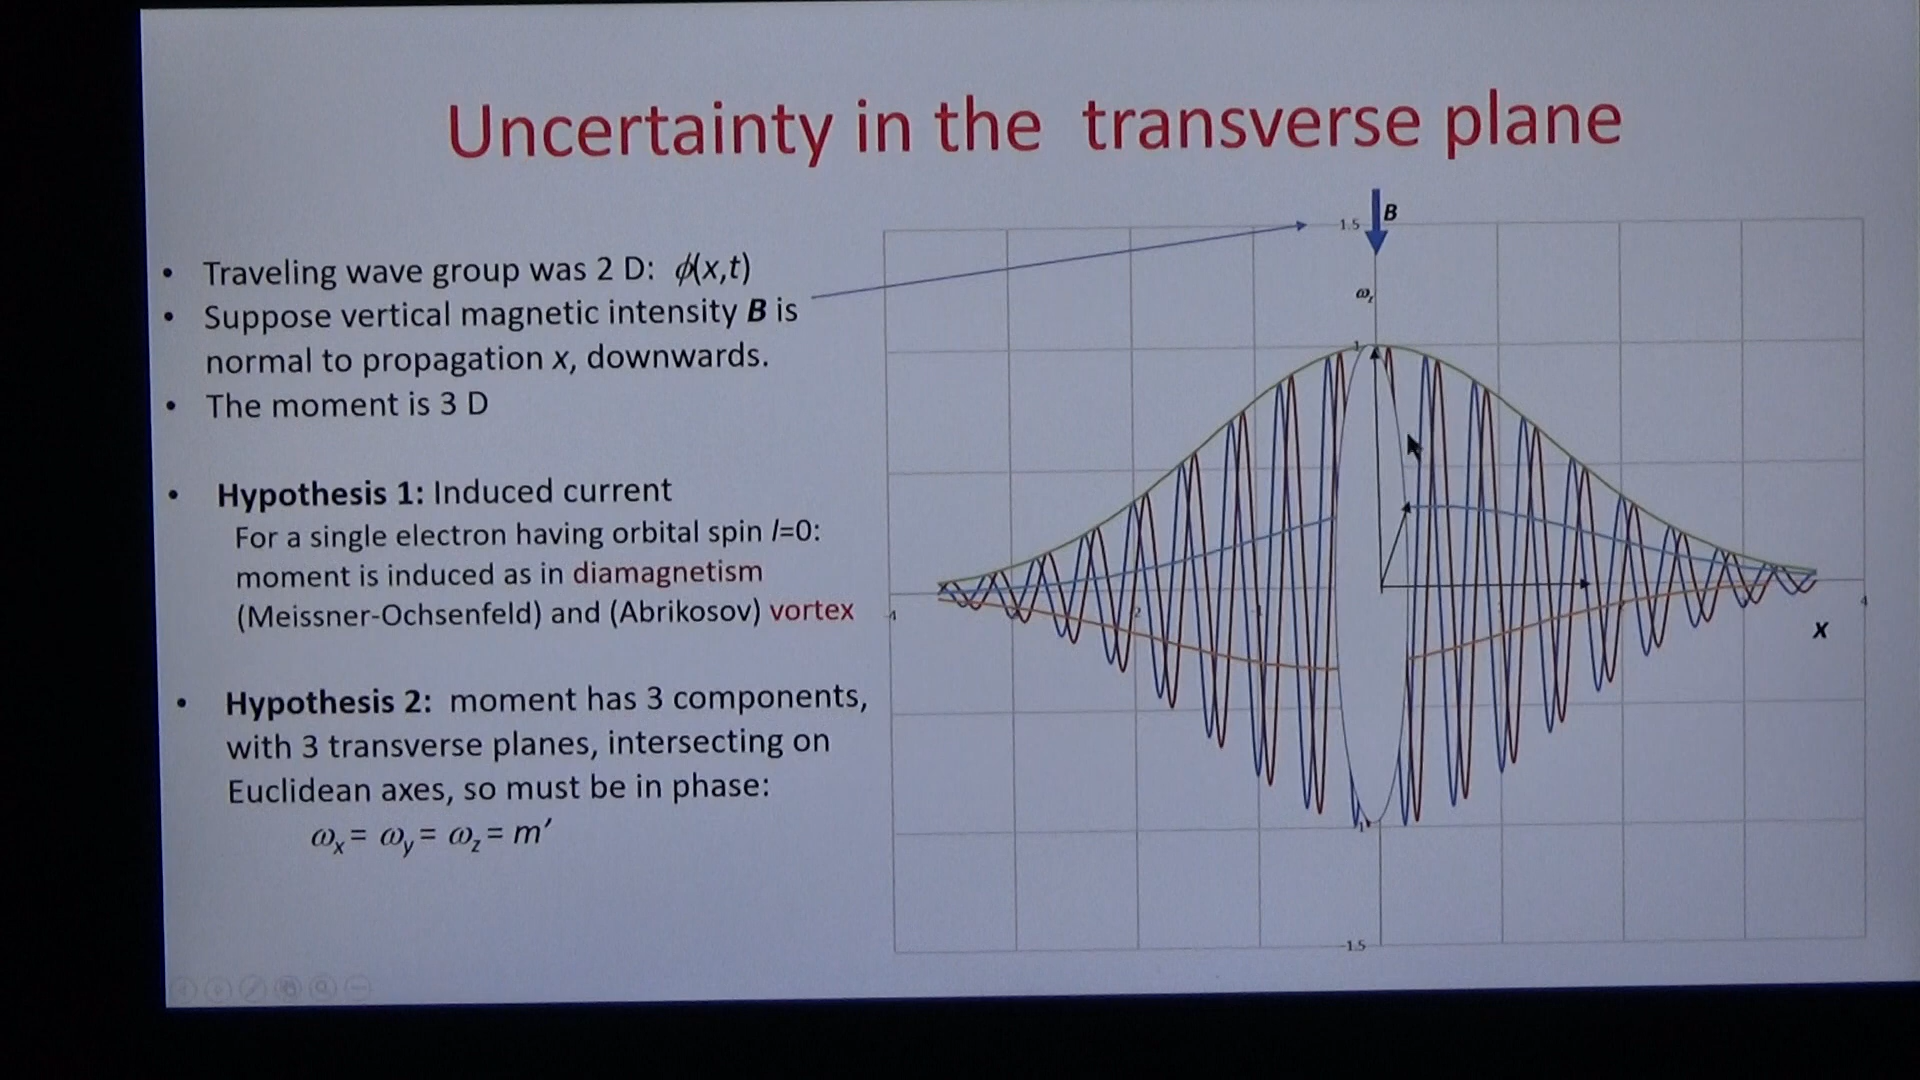 Uncertainty in the transverse plane
• Traveling wave group was 2 D: ϕ(x,t)
• Suppose vertical magnetic intensity B is
normal to propagation x, downwards.
• The moment is 3 D
• Hypothesis 1: Induced current
For a single electron having orbital spin l=0:
moment is induced as in diamagnetism
(Meissner-Ochsenfeld) and (Abrikosov) vortex
• Hypothesis 2: moment has 3 components,
with 3 transverse planes, intersecting on
Euclidean axes, so must be in phase:
ωx = ωy = ωz = m′
B
1.5
ωz
1
4
X
-1.5